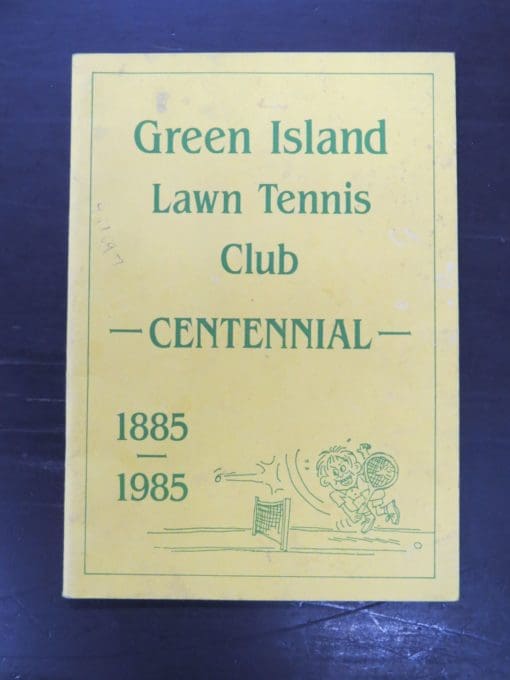 Green Island
Lawn Tennis
Club
— CENTENNIAL —
1885
—
1985